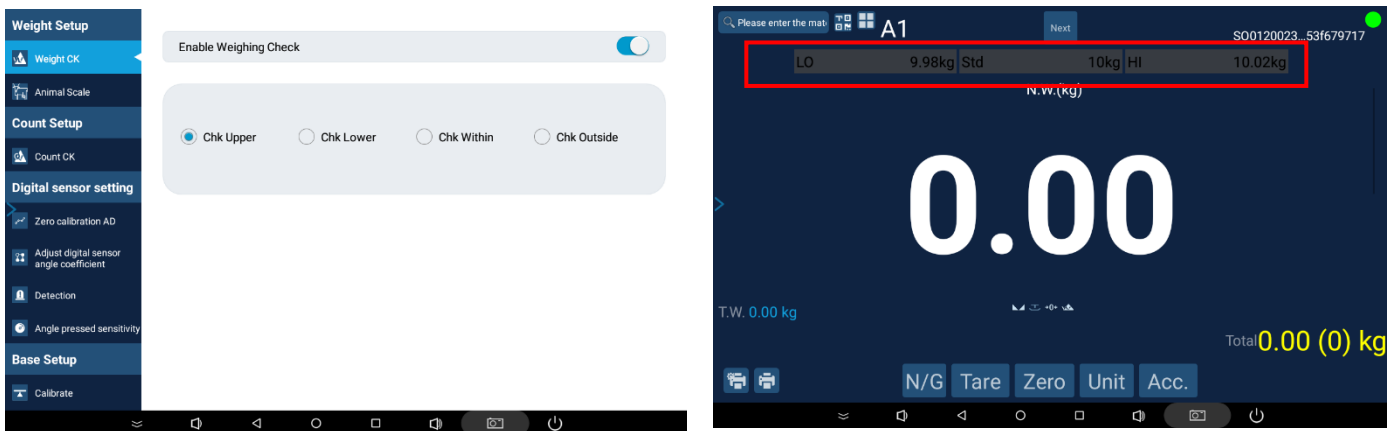 Weight Setup
Weight CK
Animal Scale
Count Setup
Count CK
Digital sensor setting
Zero calibration AD
Adjust digital sensor
angle coefficient
Detection
Angle pressed sensitivity
Base Setup
Calibrate
Enable Weighing Check
Chk Upper Chk Lower Chk Within Chk Outside
Please enter the mat A1 Next
SO0120023...53f679717
LO 9.98kg Std 10kg HI 10.02kg
N.W.(kg)
0.00
T.W. 0.00 kg
Total 0.00 (0) kg
N/G Tare Zero Unit Acc.